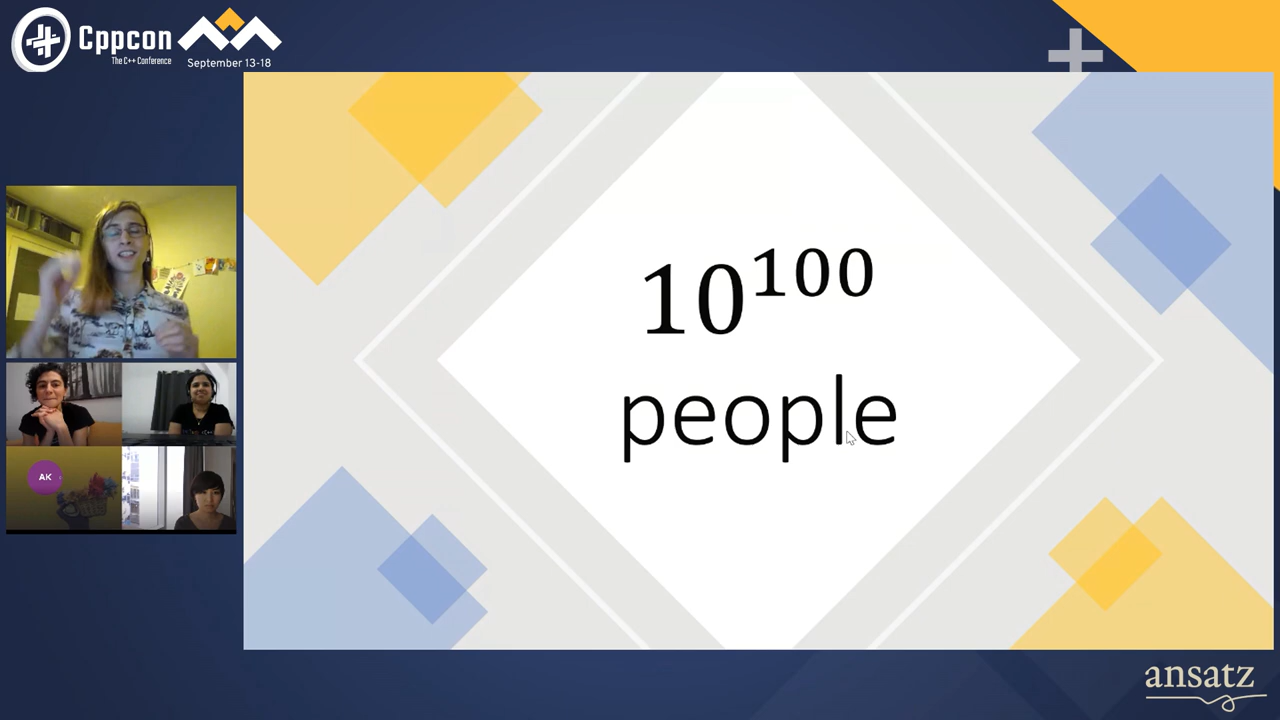 Cppcon
The C++ Conference
September 13-18
10¹⁰⁰
people
AK
ansatz